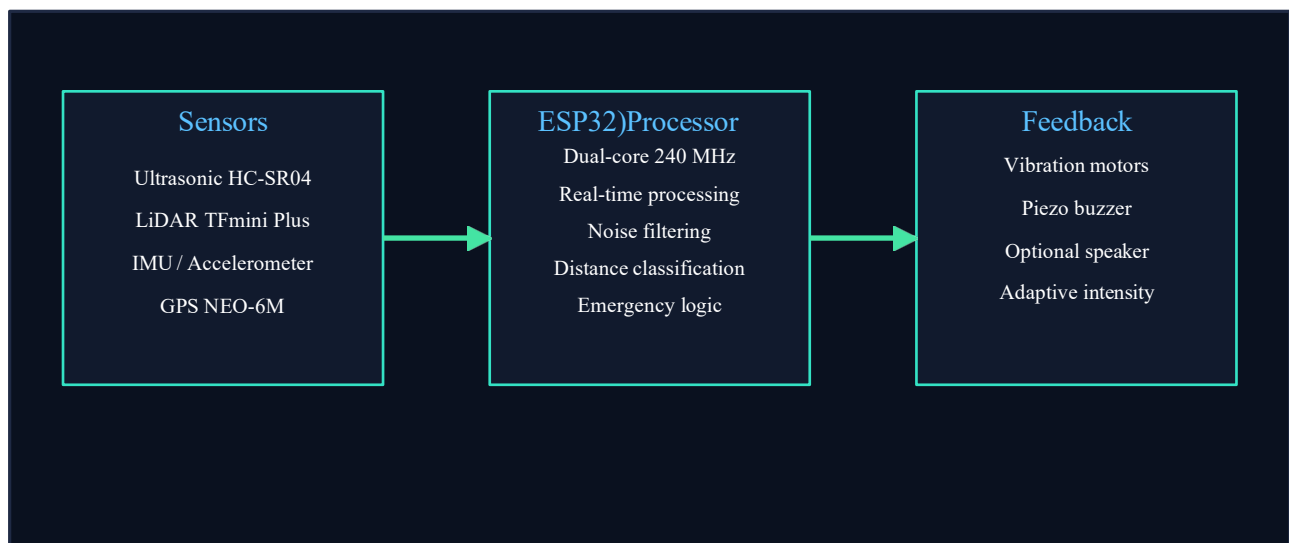 Sensors
Ultrasonic HC-SR04
LiDAR TFmini Plus
IMU / Accelerometer
GPS NEO-6M
ESP32)Processor
Dual-core 240 MHz
Real-time processing
Noise filtering
Distance classification
Emergency logic
Feedback
Vibration motors
Piezo buzzer
Optional speaker
Adaptive intensity